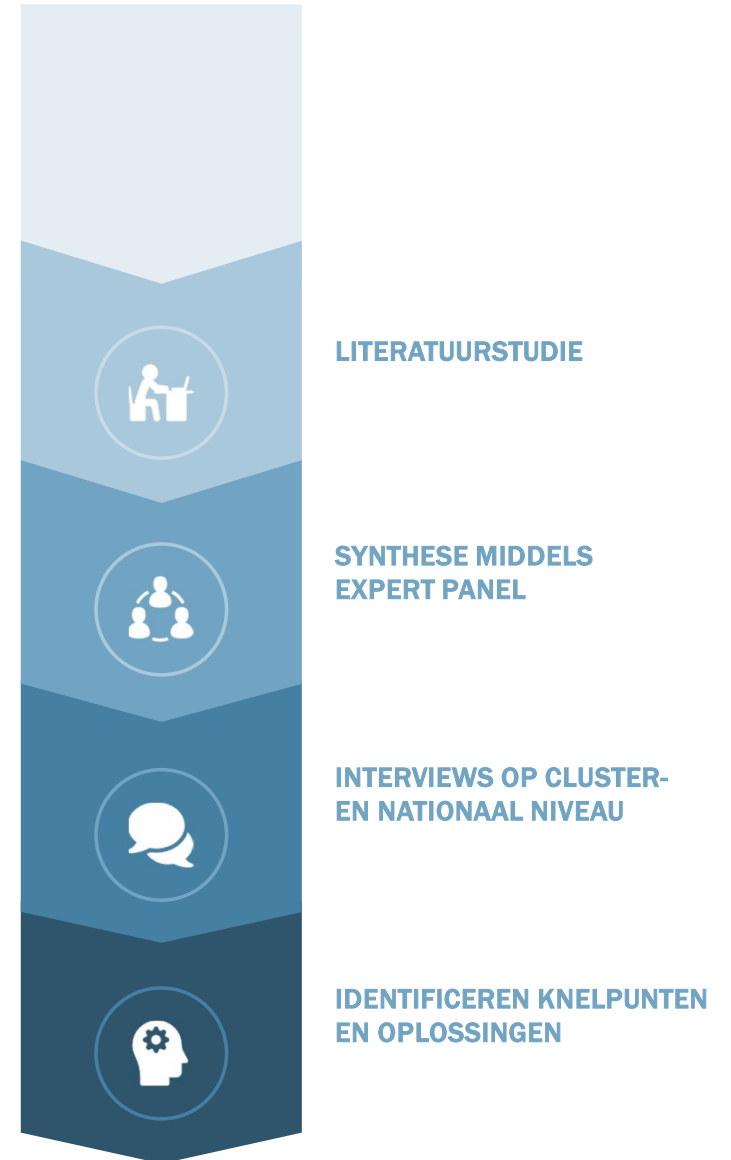 LITERATUURSTUDIE
SYNTHESE MIDDELS
EXPERT PANEL
INTERVIEWS OP CLUSTER-
EN NATIONAAL NIVEAU
IDENTIFICEREN KNELPUNTEN
EN OPLOSSINGEN